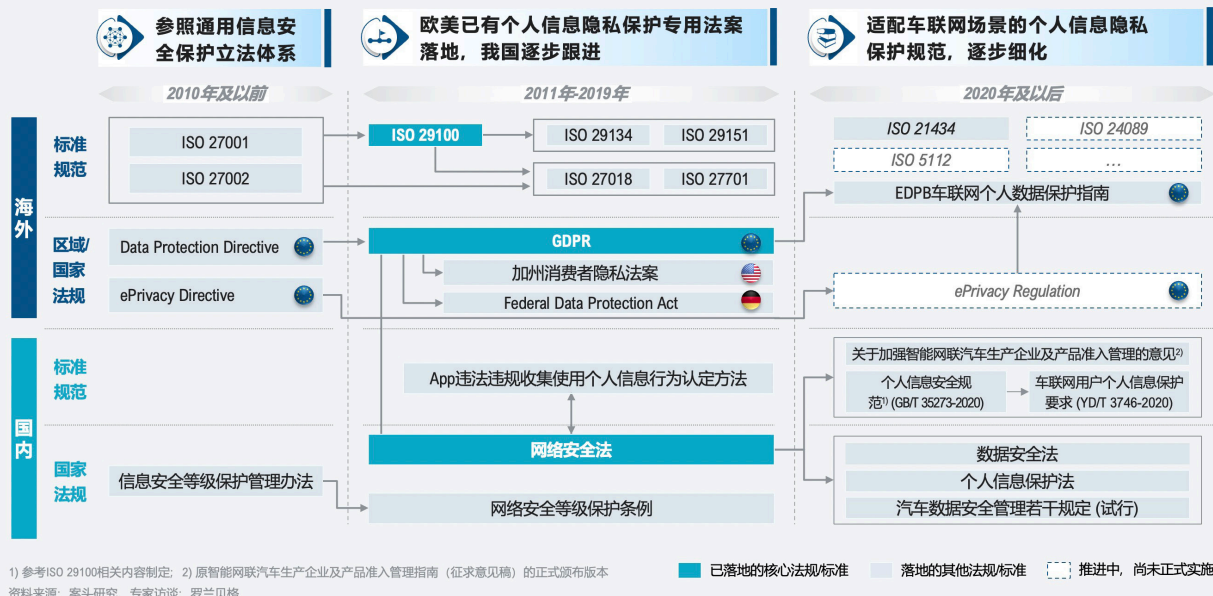 参照通用信息安
全保护立法体系
欧美已有个人信息隐私保护专用法案
落地，我国逐步跟进
适配车联网场景的个人信息隐私
保护规范，逐步细化
2010年及以前
2011年-2019年
2020年及以后
海外
标准
规范
ISO 27001
ISO 27002
ISO 29100
ISO 29134
ISO 29151
ISO 27018
ISO 27701
ISO 21434
ISO 24089
ISO 5112
…
EDPB车联网个人数据保护指南
区域/
国家
法规
Data Protection Directive
ePrivacy Directive
GDPR
加州消费者隐私法案
Federal Data Protection Act
ePrivacy Regulation
国内
标准
规范
App违法违规收集使用个人信息行为认定方法
关于加强智能网联汽车生产企业及产品准入管理的意见2)
个人信息安全规
范1) (GB/T 35273-2020)
车联网用户个人信息保护
要求 (YD/T 3746-2020)
国家
法规
信息安全等级保护管理办法
网络安全法
网络安全等级保护条例
数据安全法
个人信息保护法
汽车数据安全管理若干规定 (试行)
1) 参考ISO 29100相关内容制定; 2) 原智能网联汽车生产企业及产品准入管理指南（征求意见稿）的正式颁布版本
资料来源: 案头研究, 专家访谈; 罗兰贝格
已落地的核心法规/标准
落地的其他法规/标准
推进中，尚未正式实施